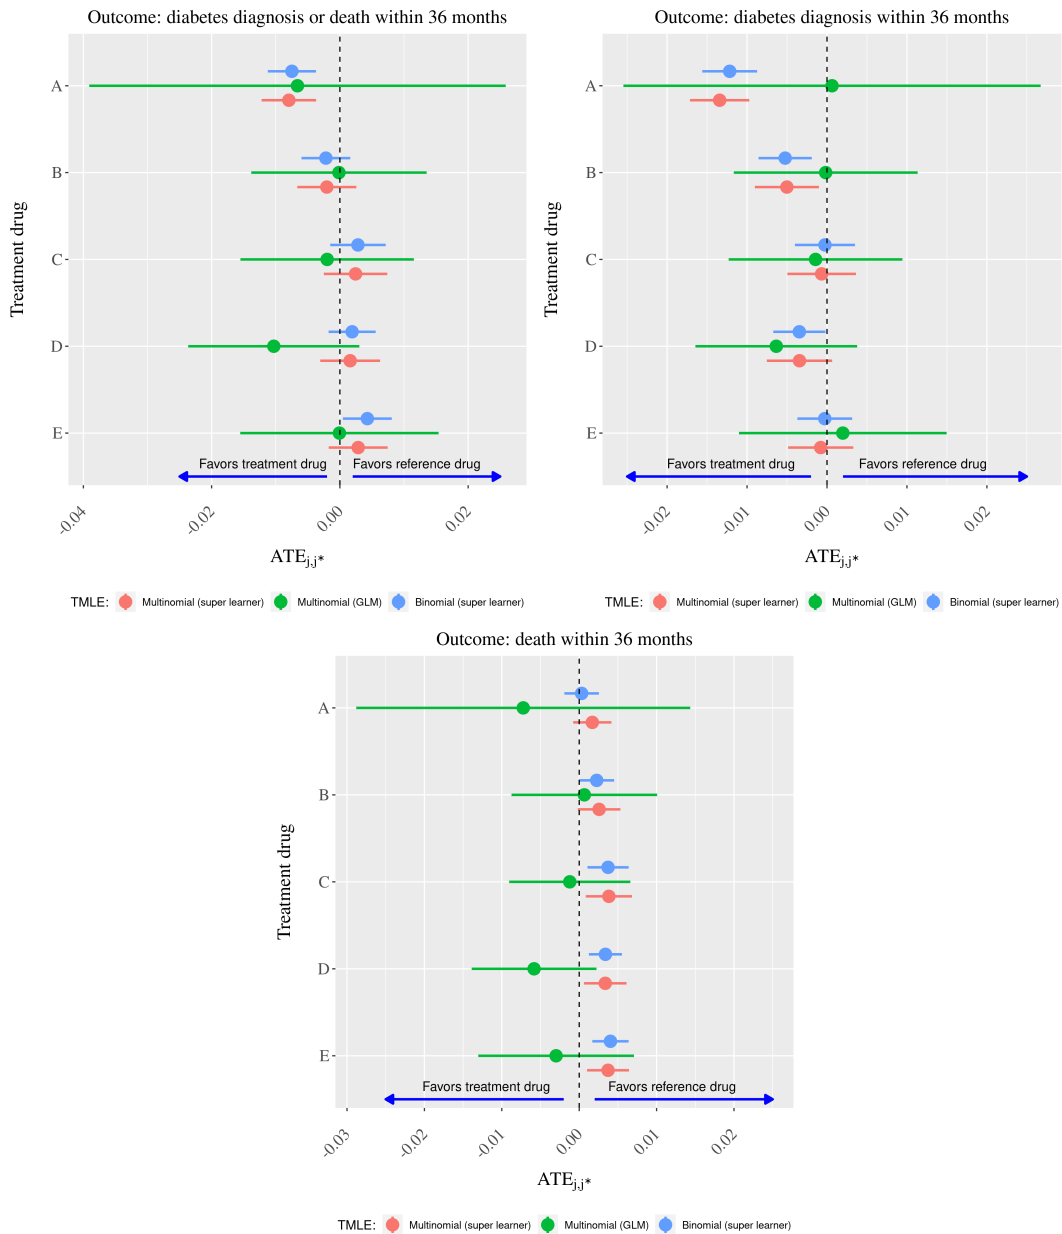 Outcome: diabetes diagnosis or death within 36 months
Treatment drug
A
B
C
D
E
Favors treatment drug
Favors reference drug
-0.04
-0.02
0.00
0.02
ATEj,j*
TMLE: Multinomial (super learner) Multinomial (GLM) Binomial (super learner)
Outcome: diabetes diagnosis within 36 months
Treatment drug
A
B
C
D
E
Favors treatment drug
Favors reference drug
-0.02
-0.01
0.00
0.01
0.02
ATEj,j*
TMLE: Multinomial (super learner) Multinomial (GLM) Binomial (super learner)
Outcome: death within 36 months
Treatment drug
A
B
C
D
E
Favors treatment drug
Favors reference drug
-0.03
-0.02
-0.01
0.00
0.01
0.02
ATEj,j*
TMLE: Multinomial (super learner) Multinomial (GLM) Binomial (super learner)